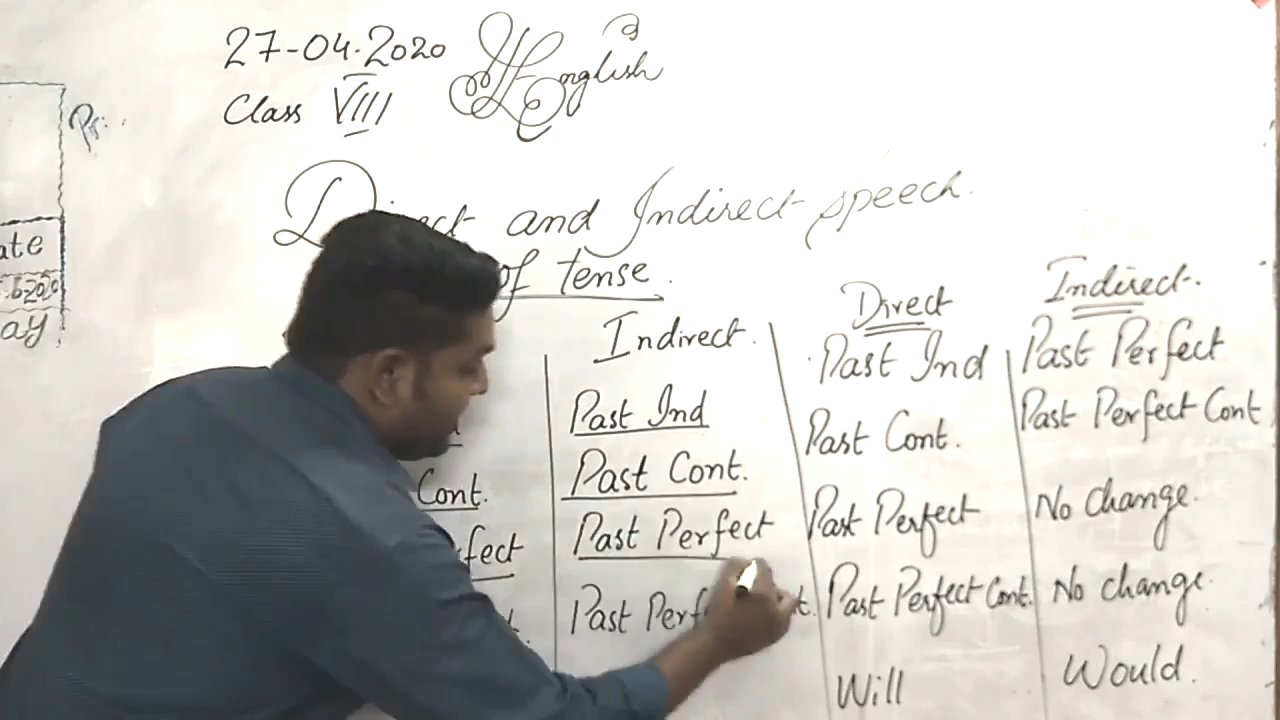 27-04-2020
Class VIII
English
Direct and Indirect speech.
of tense.
Indirect.
Past Ind
Cont.
Past Cont.
Past Perfect
Past
Direct
Indirect.
Past Ind
Past Perfect
Past Cont.
Past Perfect Cont
Past Perfect
No change.
Past Perfect Cont.
No change.
Will
Would.